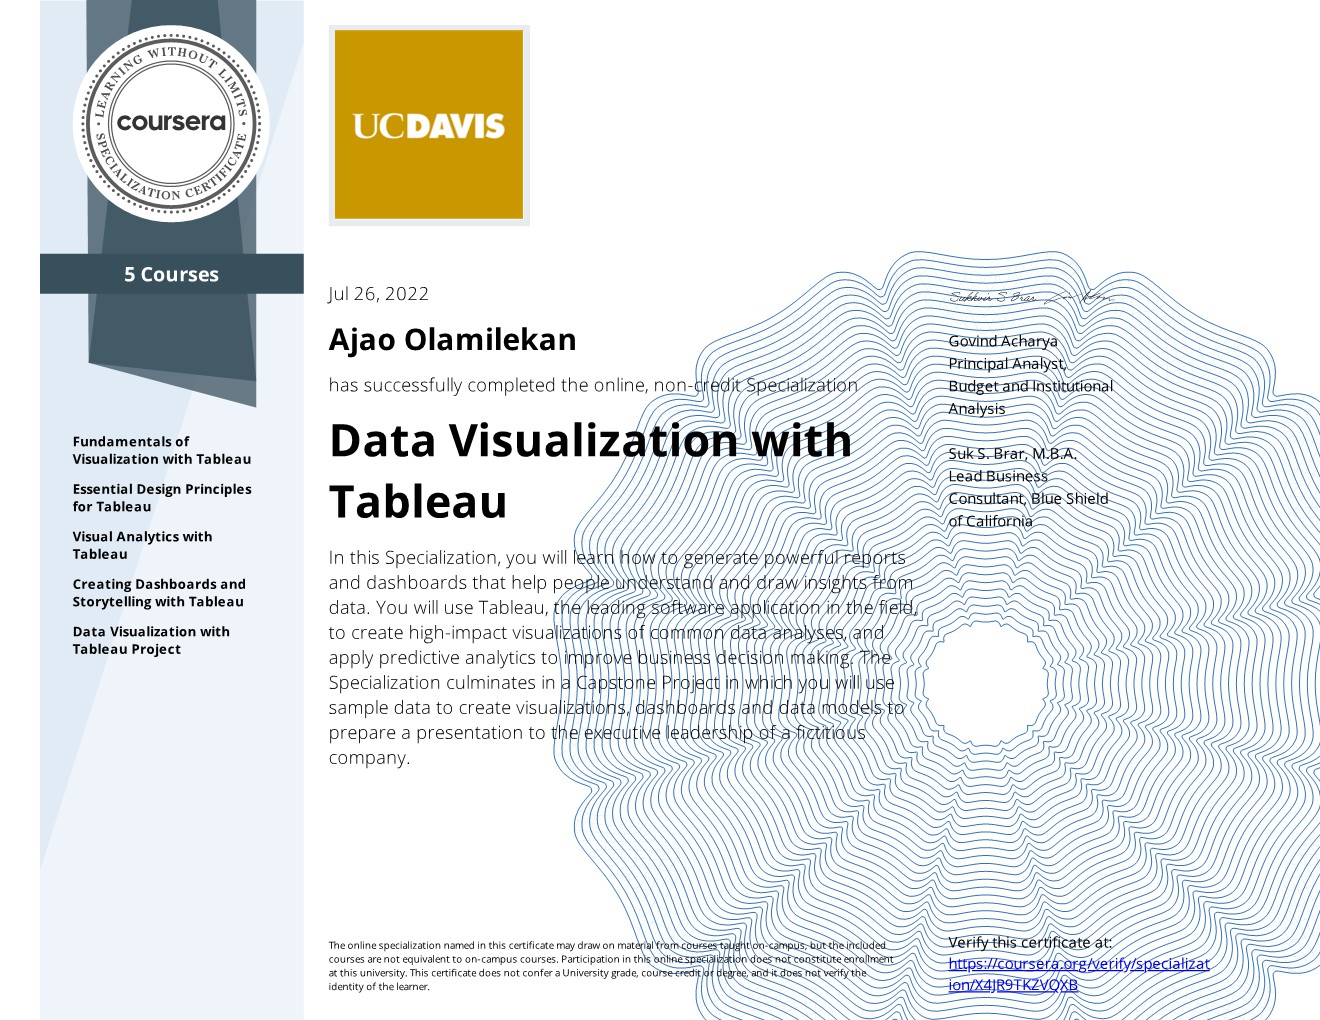 LEARNING WITHOUT LIMITS
coursera
SPECIALIZATION CERTIFICATE
UCDAVIS
5 Courses
Fundamentals of
Visualization with Tableau
Essential Design Principles
for Tableau
Visual Analytics with
Tableau
Creating Dashboards and
Storytelling with Tableau
Data Visualization with
Tableau Project
Jul 26, 2022
Ajao Olamilekan
has successfully completed the online, non-credit Specialization
Data Visualization with
Tableau
In this Specialization, you will learn how to generate powerful reports
and dashboards that help people understand and draw insights from
data. You will use Tableau, the leading software application in the field,
to create high-impact visualizations of common data analyses, and
apply predictive analytics to improve business decision making. The
Specialization culminates in a Capstone Project in which you will use
sample data to create visualizations, dashboards and data models to
prepare a presentation to the executive leadership of a fictitious
company.
Sukhvir S Brar
Govind Acharya
Principal Analyst,
Budget and Institutional
Analysis
Suk S. Brar, M.B.A.
Lead Business
Consultant, Blue Shield
of California
The online specialization named in this certificate may draw on material from courses taught on-campus, but the included
courses are not equivalent to on-campus courses. Participation in this online specialization does not constitute enrollment
at this university. This certificate does not confer a University grade, course credit or degree, and it does not verify the
identity of the learner.
Verify this certificate at:
https://coursera.org/verify/specializat
ion/X4JR9TKZVQXB